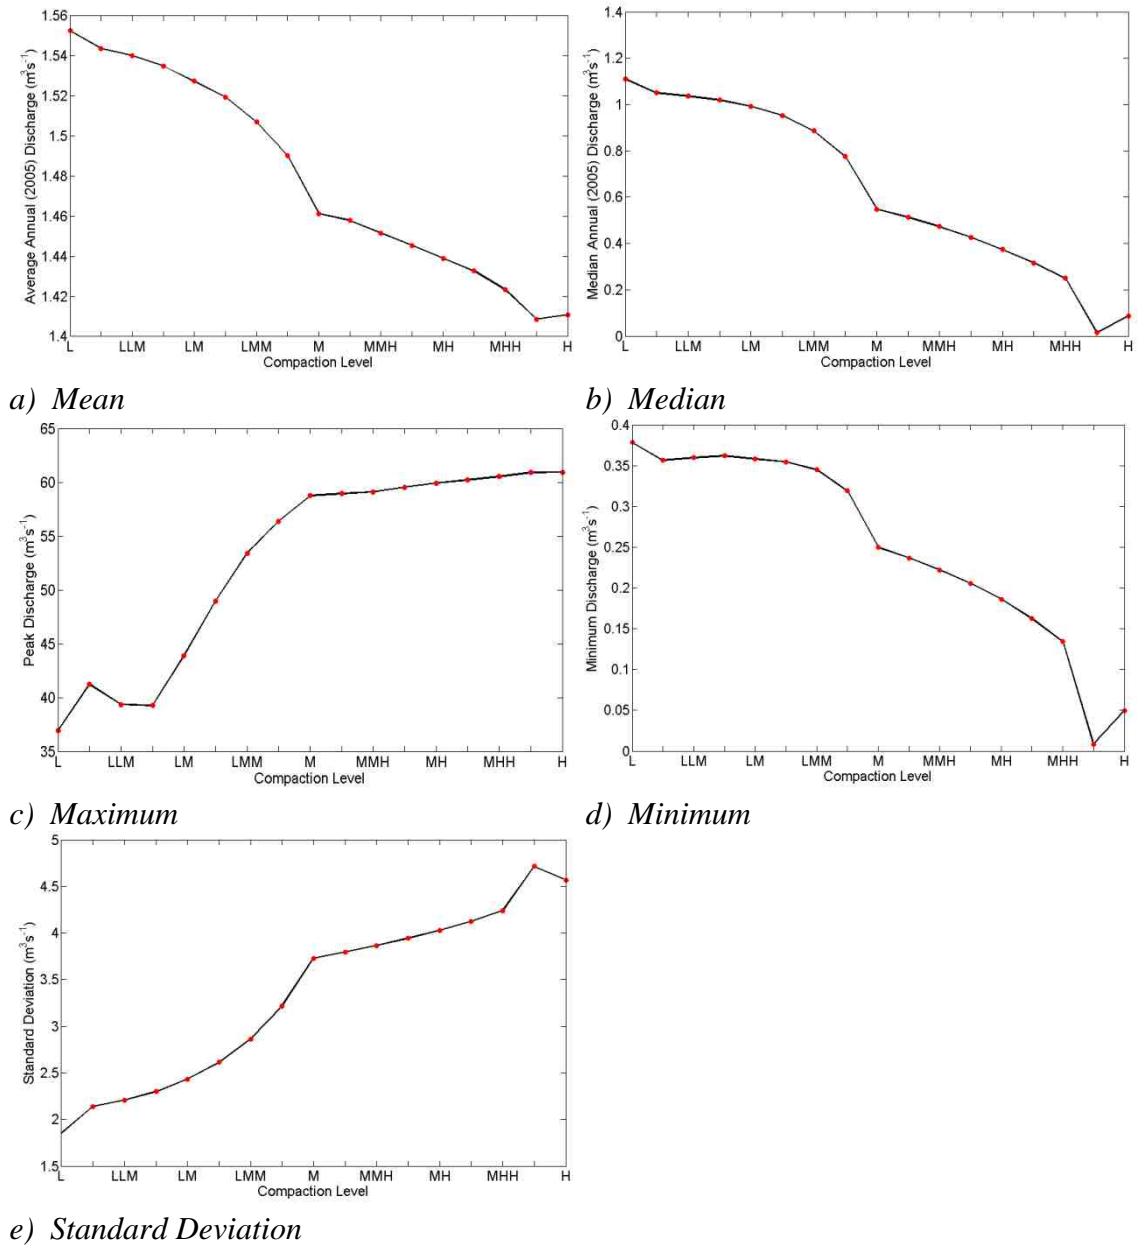 1.56
1.54
1.52
1.5
1.48
1.46
1.44
1.42
1.4
Average Annual (2005) Discharge (m³s⁻¹)
L LLM LM LMM M MMH MH MHH H
Compaction Level
a) Mean
1.4
1.2
1
0.8
0.6
0.4
0.2
0
Median Annual (2005) Discharge (m³s⁻¹)
L LLM LM LMM M MMH MH MHH H
Compaction Level
b) Median
65
60
55
50
45
40
35
Peak Discharge (m³s⁻¹)
L LLM LM LMM M MMH MH MHH H
Compaction Level
c) Maximum
0.4
0.35
0.3
0.25
0.2
0.15
0.1
0.05
0
Minimum Discharge (m³s⁻¹)
L LLM LM LMM M MMH MH MHH H
Compaction Level
d) Minimum
5
4.5
4
3.5
3
2.5
2
1.5
Standard Deviation (m³s⁻¹)
L LLM LM LMM M MMH MH MHH H
Compaction Level
e) Standard Deviation